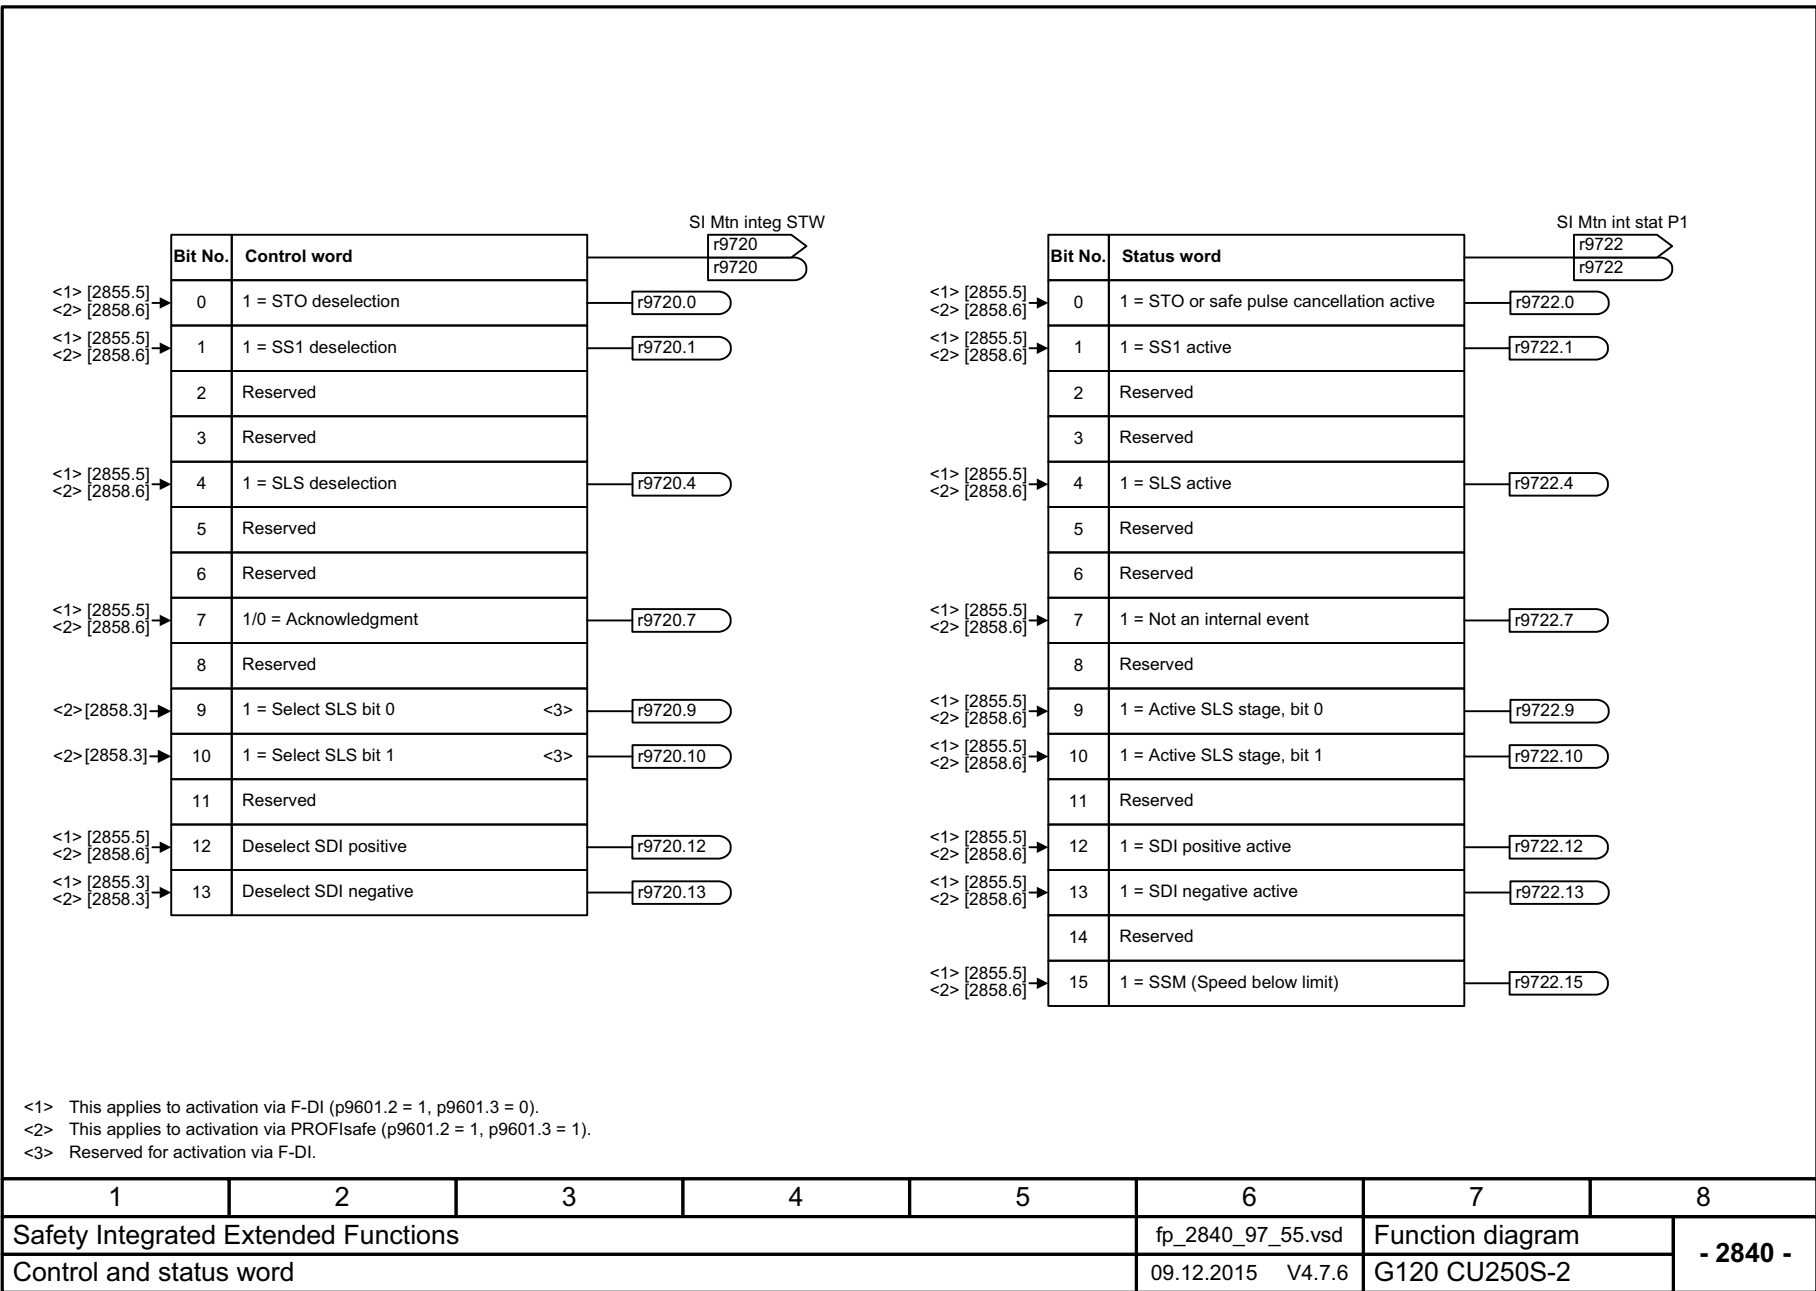 SI Mtn integ STW
r9720
r9720
Bit No. Control word
<1> [2855.5]
<2> [2858.6]
0 1 = STO deselection r9720.0
<1> [2855.5]
<2> [2858.6]
1 1 = SS1 deselection r9720.1
2 Reserved
3 Reserved
<1> [2855.5]
<2> [2858.6]
4 1 = SLS deselection r9720.4
5 Reserved
6 Reserved
<1> [2855.5]
<2> [2858.6]
7 1/0 = Acknowledgment r9720.7
8 Reserved
<2>[2858.3] 9 1 = Select SLS bit 0 <3> r9720.9
<2>[2858.3] 10 1 = Select SLS bit 1 <3> r9720.10
11 Reserved
<1> [2855.5]
<2> [2858.6]
12 Deselect SDI positive r9720.12
<1> [2855.3]
<2> [2858.3]
13 Deselect SDI negative r9720.13
SI Mtn int stat P1
r9722
r9722
Bit No. Status word
<1> [2855.5]
<2> [2858.6]
0 1 = STO or safe pulse cancellation active r9722.0
<1> [2855.5]
<2> [2858.6]
1 1 = SS1 active r9722.1
2 Reserved
3 Reserved
<1> [2855.5]
<2> [2858.6]
4 1 = SLS active r9722.4
5 Reserved
6 Reserved
<1> [2855.5]
<2> [2858.6]
7 1 = Not an internal event r9722.7
8 Reserved
<1> [2855.5]
<2> [2858.6]
9 1 = Active SLS stage, bit 0 r9722.9
<1> [2855.5]
<2> [2858.6]
10 1 = Active SLS stage, bit 1 r9722.10
11 Reserved
<1> [2855.5]
<2> [2858.6]
12 1 = SDI positive active r9722.12
<1> [2855.5]
<2> [2858.6]
13 1 = SDI negative active r9722.13
14 Reserved
<1> [2855.5]
<2> [2858.6]
15 1 = SSM (Speed below limit) r9722.15
<1> This applies to activation via F-DI (p9601.2 = 1, p9601.3 = 0).
<2> This applies to activation via PROFIsafe (p9601.2 = 1, p9601.3 = 1).
<3> Reserved for activation via F-DI.
1 2 3 4 5 6 7 8
Safety Integrated Extended Functions fp_2840_97_55.vsd Function diagram
- 2840 -
Control and status word 09.12.2015 V4.7.6 G120 CU250S-2